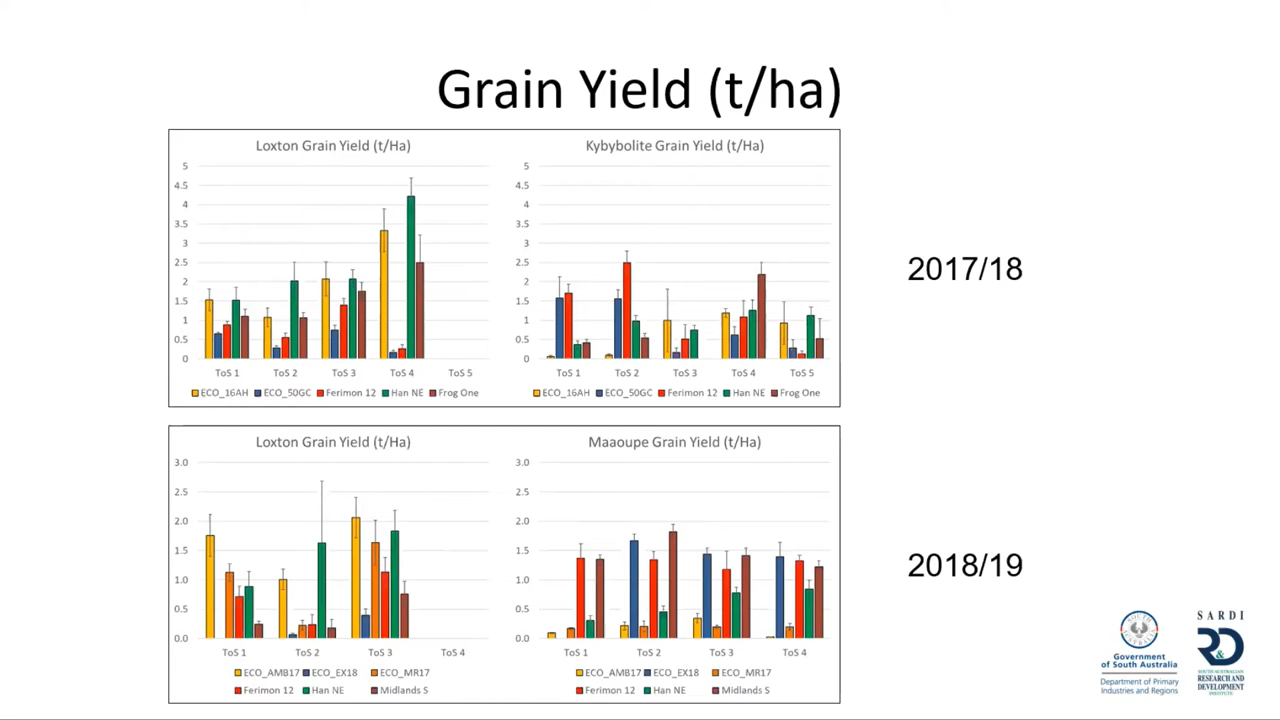 Grain Yield (t/ha)
Loxton Grain Yield (t/Ha)
5
4.5
4
3.5
3
2.5
2
1.5
1
0.5
0
ToS 1 ToS 2 ToS 3 ToS 4 ToS 5
ECO_16AH ECO_50GC Ferimon 12 Han NE Frog One
Kybybolite Grain Yield (t/Ha)
5
4.5
4
3.5
3
2.5
2
1.5
1
0.5
0
ToS 1 ToS 2 ToS 3 ToS 4 ToS 5
ECO_16AH ECO_50GC Ferimon 12 Han NE Frog One
2017/18
Loxton Grain Yield (t/Ha)
3.0
2.5
2.0
1.5
1.0
0.5
0.0
ToS 1 ToS 2 ToS 3 ToS 4
ECO_AMB17 ECO_EX18 ECO_MR17
Ferimon 12 Han NE Midlands S
Maaoupe Grain Yield (t/Ha)
3.0
2.5
2.0
1.5
1.0
0.5
0.0
ToS 1 ToS 2 ToS 3 ToS 4
ECO_AMB17 ECO_EX18 ECO_MR17
Ferimon 12 Han NE Midlands S
2018/19
Government
of South Australia
Department of Primary
Industries and Regions
SARDI
R&D
SOUTH AUSTRALIAN
RESEARCH AND
DEVELOPMENT
INSTITUTE